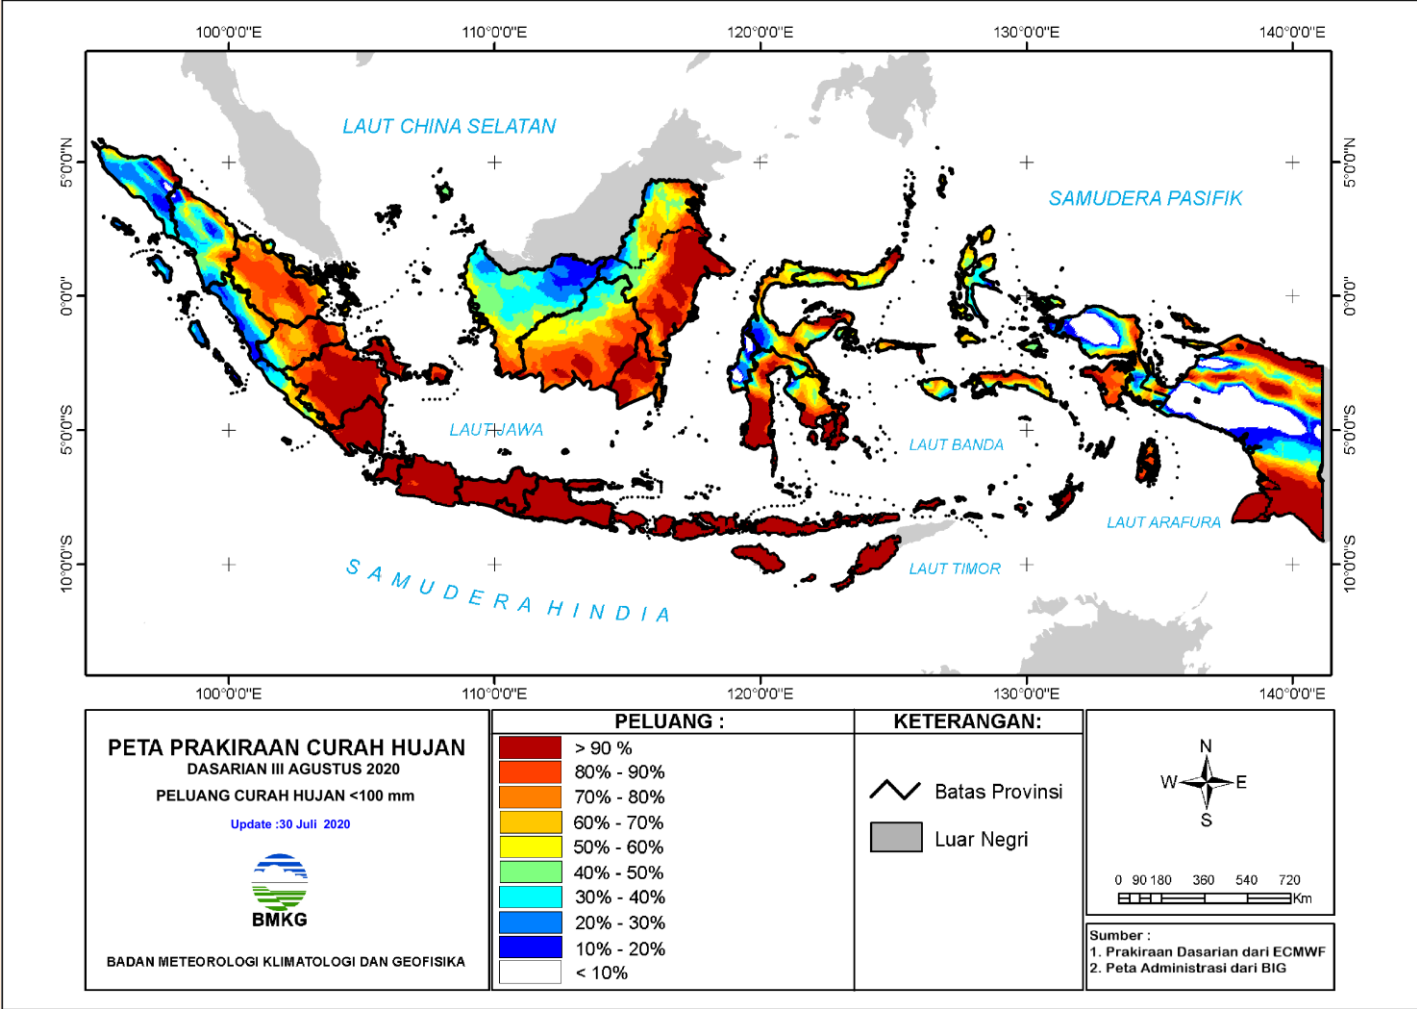 100°0'0"E 110°0'0"E 120°0'0"E 130°0'0"E 140°0'0"E
LAUT CHINA SELATAN
5°0'0"N 5°0'0"N
SAMUDERA PASIFIK
0°0'0" 0°0'0"
5°0'0"S 5°0'0"S
LAUT JAWA
LAUT BANDA
LAUT ARAFURA
10°0'0"S 10°0'0"S
LAUT TIMOR
SAMUDERA HINDIA
100°0'0"E 110°0'0"E 120°0'0"E 130°0'0"E 140°0'0"E
PETA PRAKIRAAN CURAH HUJAN
DASARIAN III AGUSTUS 2020
PELUANG CURAH HUJAN <100 mm
Update :30 Juli 2020
BMKG
BADAN METEOROLOGI KLIMATOLOGI DAN GEOFISIKA
PELUANG :
> 90 %
80% - 90%
70% - 80%
60% - 70%
50% - 60%
40% - 50%
30% - 40%
20% - 30%
10% - 20%
< 10%
KETERANGAN:
Batas Provinsi
Luar Negri
N
W E
S
0 90 180 360 540 720
Km
Sumber :
1. Prakiraan Dasarian dari ECMWF
2. Peta Administrasi dari BIG